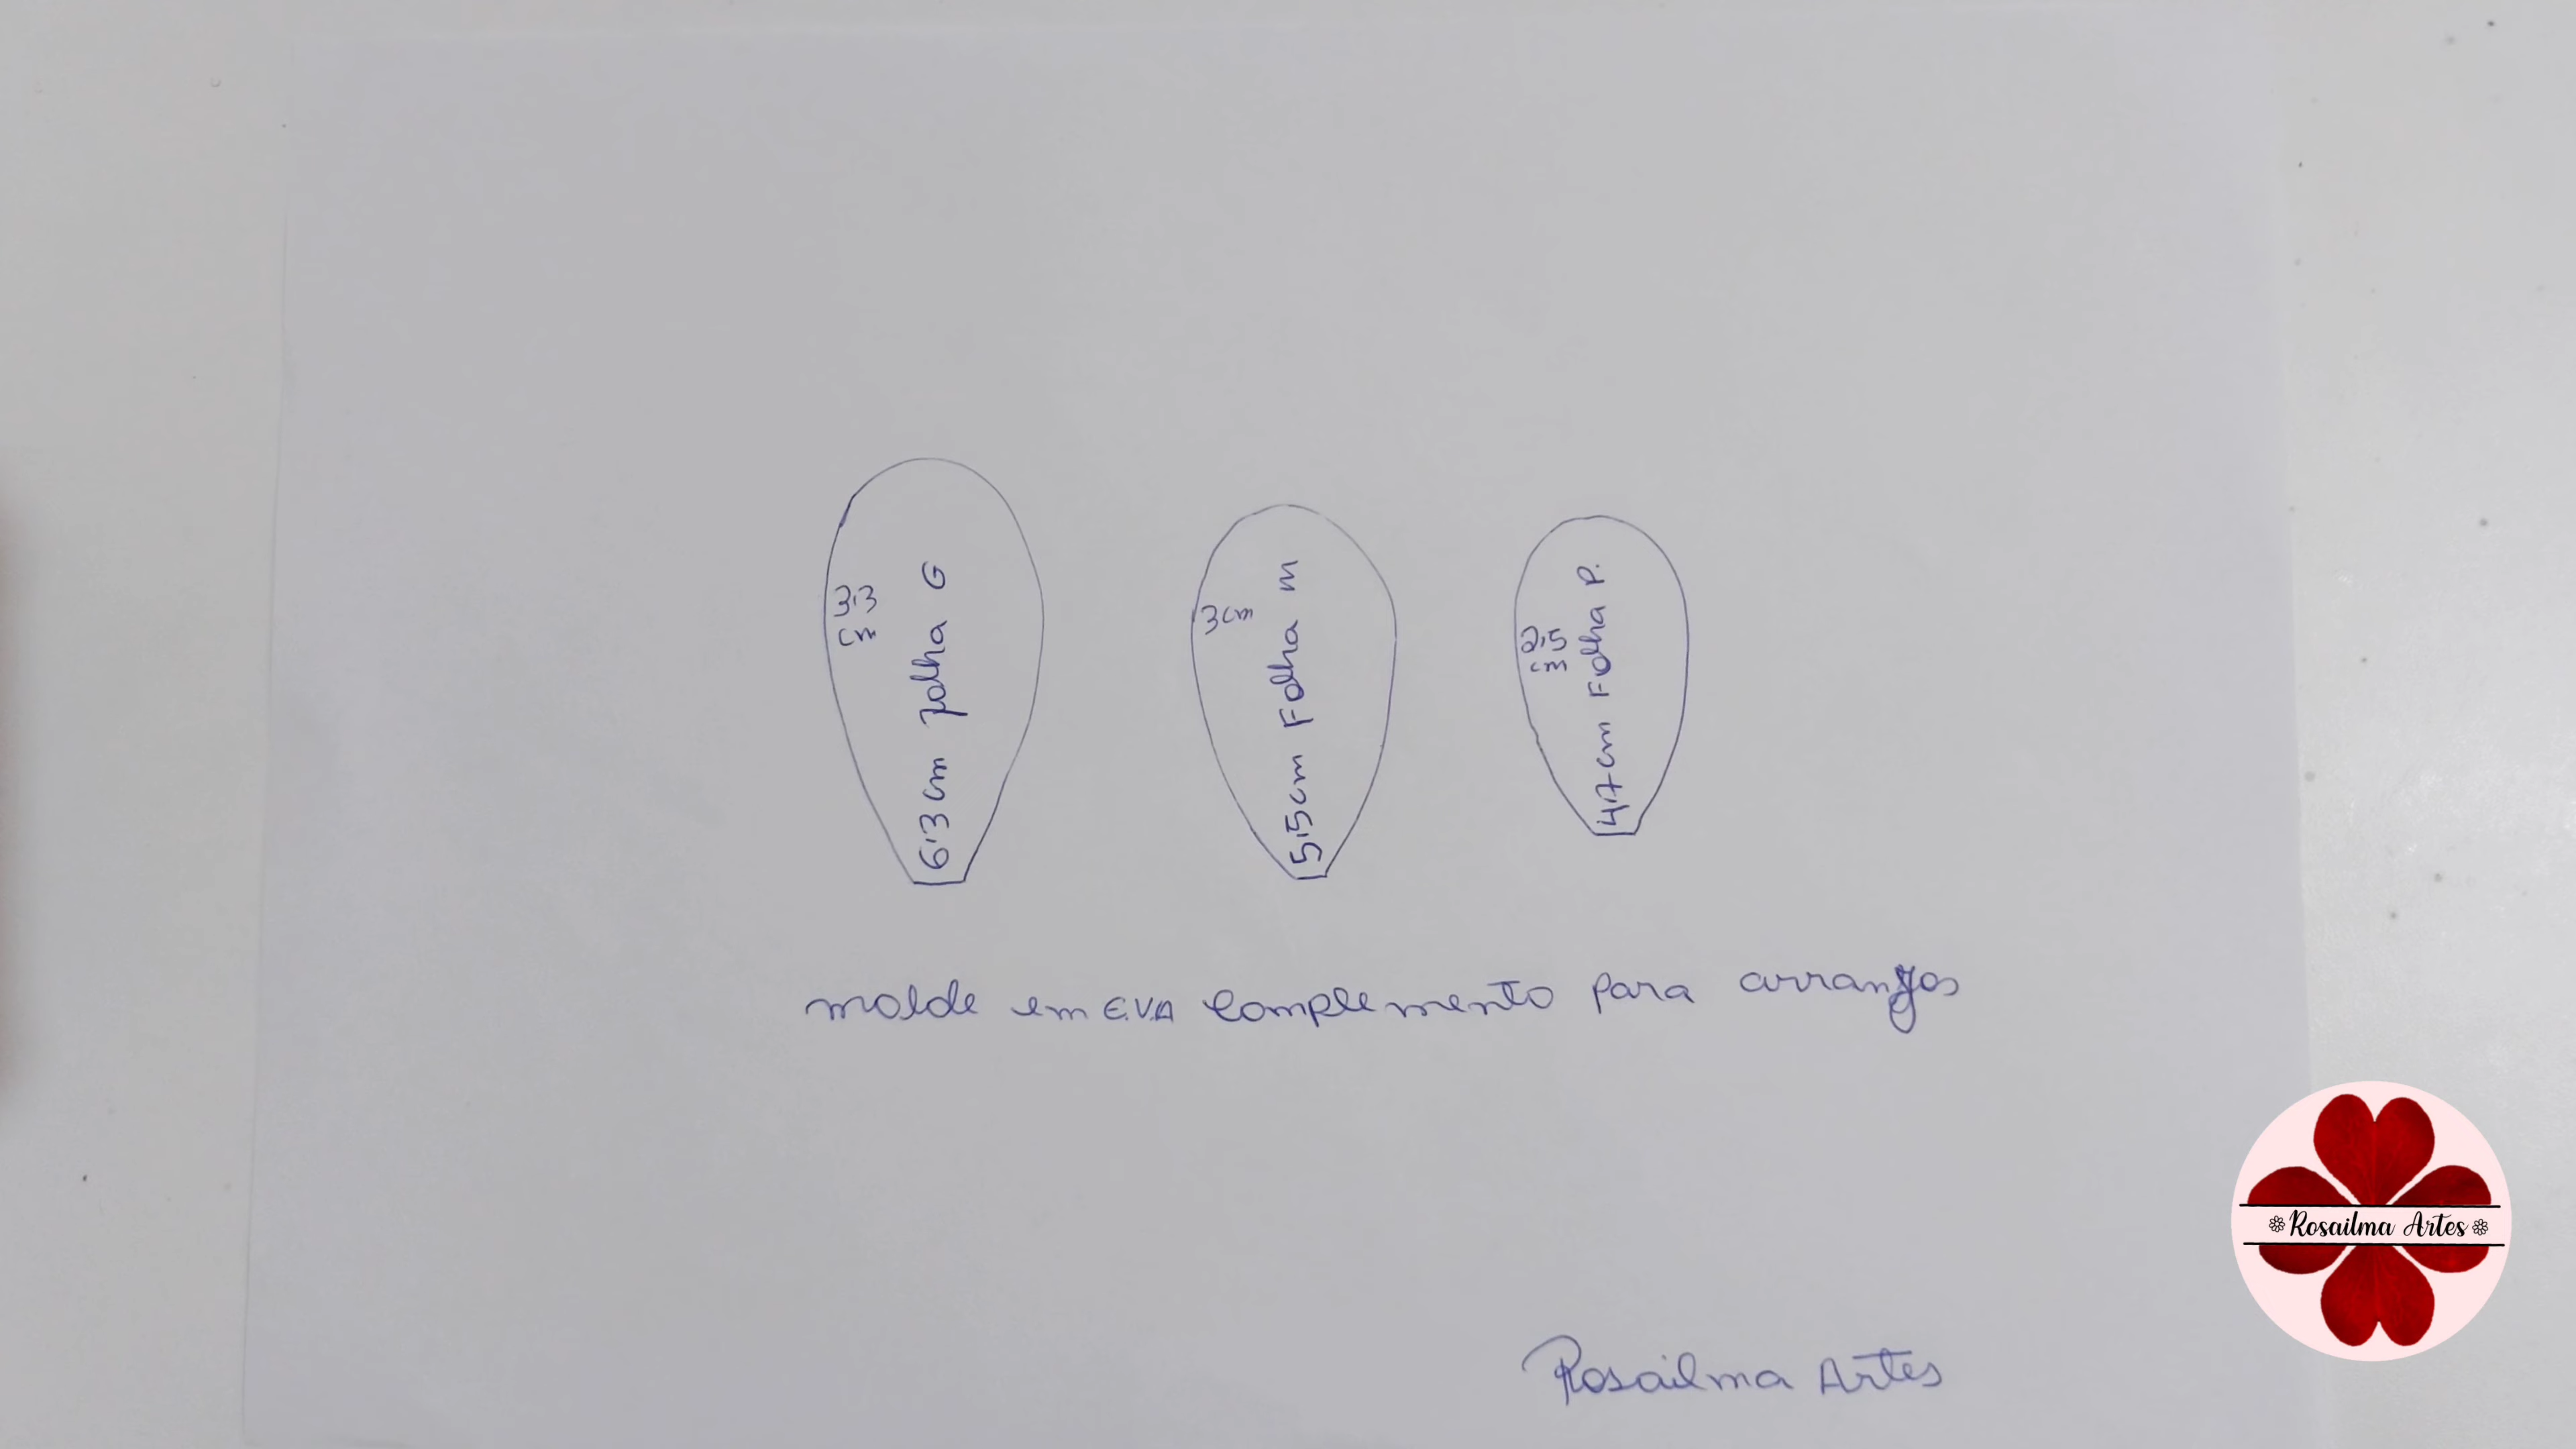 3,3
cm
6,3 cm folha G
3cm
5,5cm Folha m
2,5
cm
4,7cm Folha P.
molde em E.V.A complemento para arranjos
Rosailma Artes
Rosailma Artes